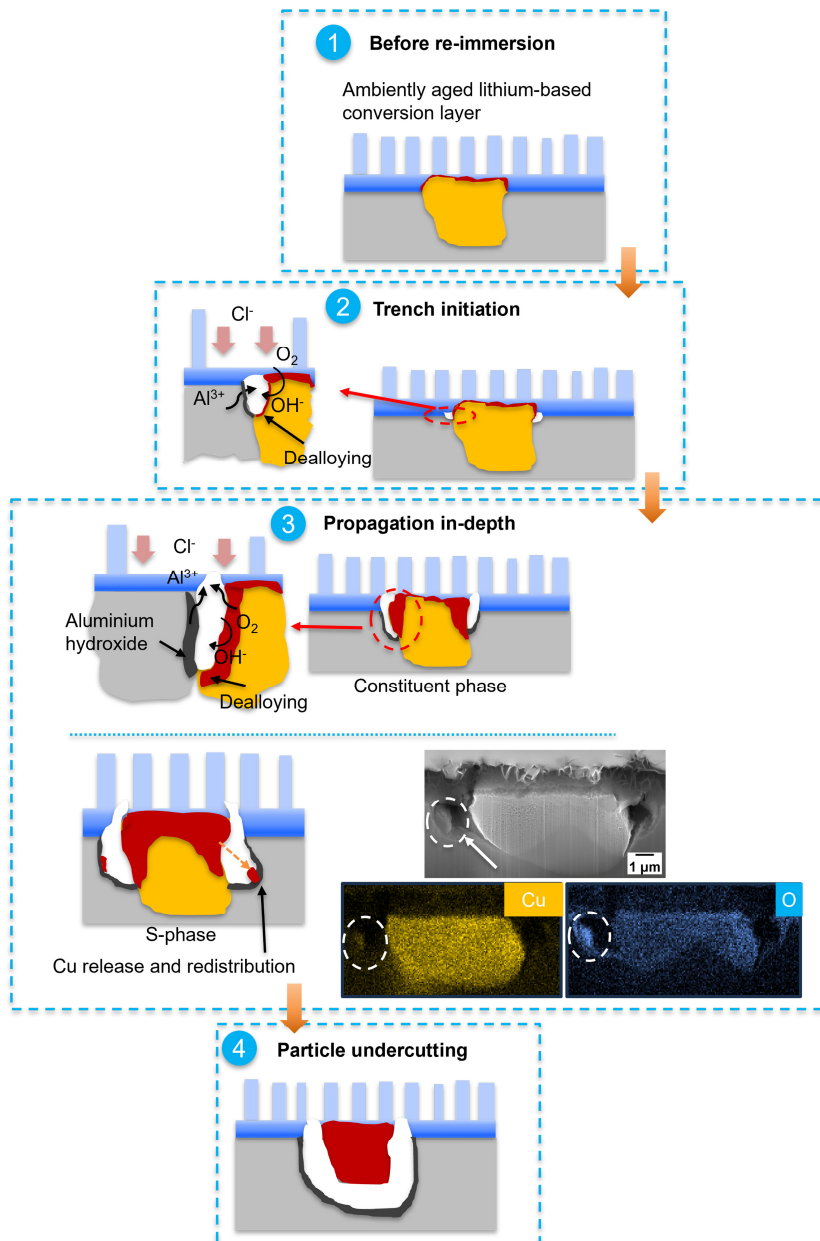 1 Before re-immersion
Ambiently aged lithium-based
conversion layer
2 Trench initiation
Cl⁻
O₂
Al³⁺
OH⁻
Dealloying
3 Propagation in-depth
Cl⁻
Al³⁺
Aluminium
hydroxide
O₂
OH⁻
Dealloying
Constituent phase
1 µm
Cu
O
S-phase
Cu release and redistribution
4 Particle undercutting